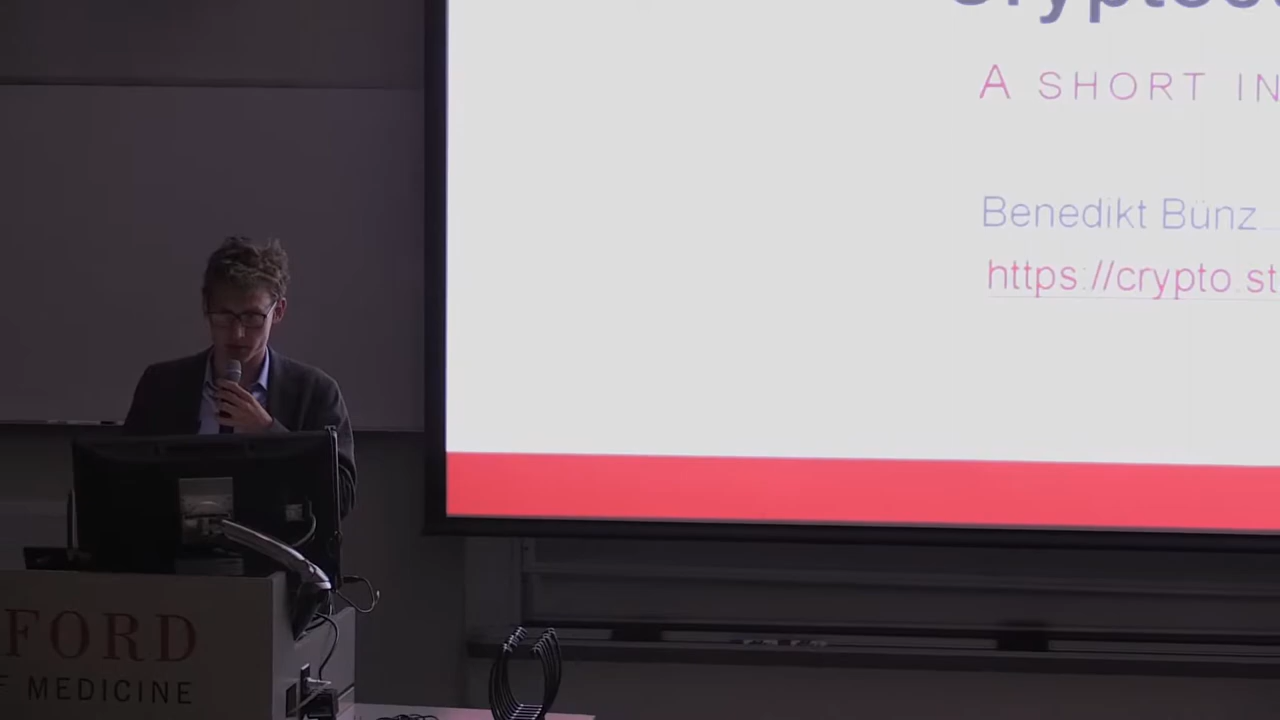 A SHORT IN
Benedikt Bünz
https://crypto.st
FORD
F MEDICINE